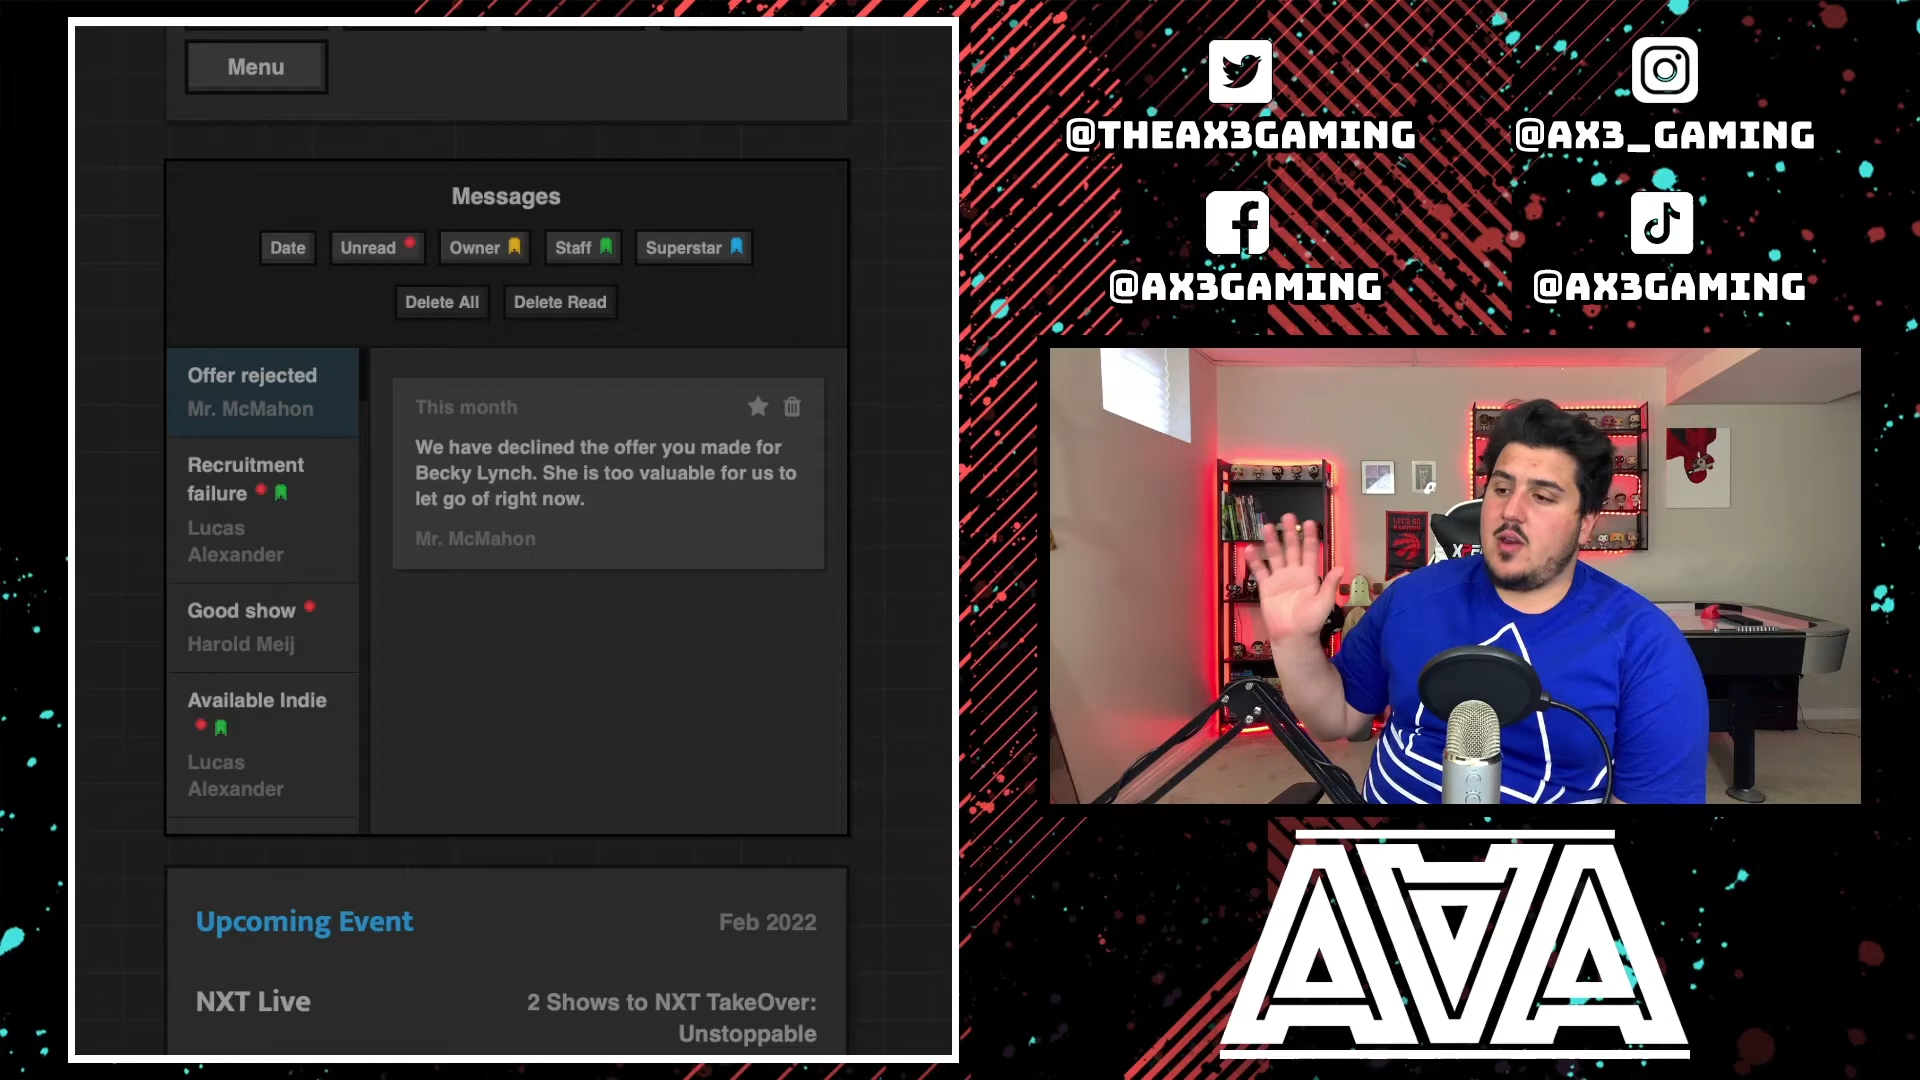 Menu
Messages
Date
Unread
Owner
Staff
Superstar
Delete All
Delete Read
Offer rejected
Mr. McMahon
Recruitment
failure
Lucas
Alexander
Good show
Harold Meij
Available Indie
Lucas
Alexander
This month
We have declined the offer you made for
Becky Lynch. She is too valuable for us to
let go of right now.
Mr. McMahon
Upcoming Event
Feb 2022
NXT Live
2 Shows to NXT TakeOver:
Unstoppable
@THEAX3GAMING
@AX3_GAMING
@AX3GAMING
@AX3GAMING
LET'S GO
RAPTORS